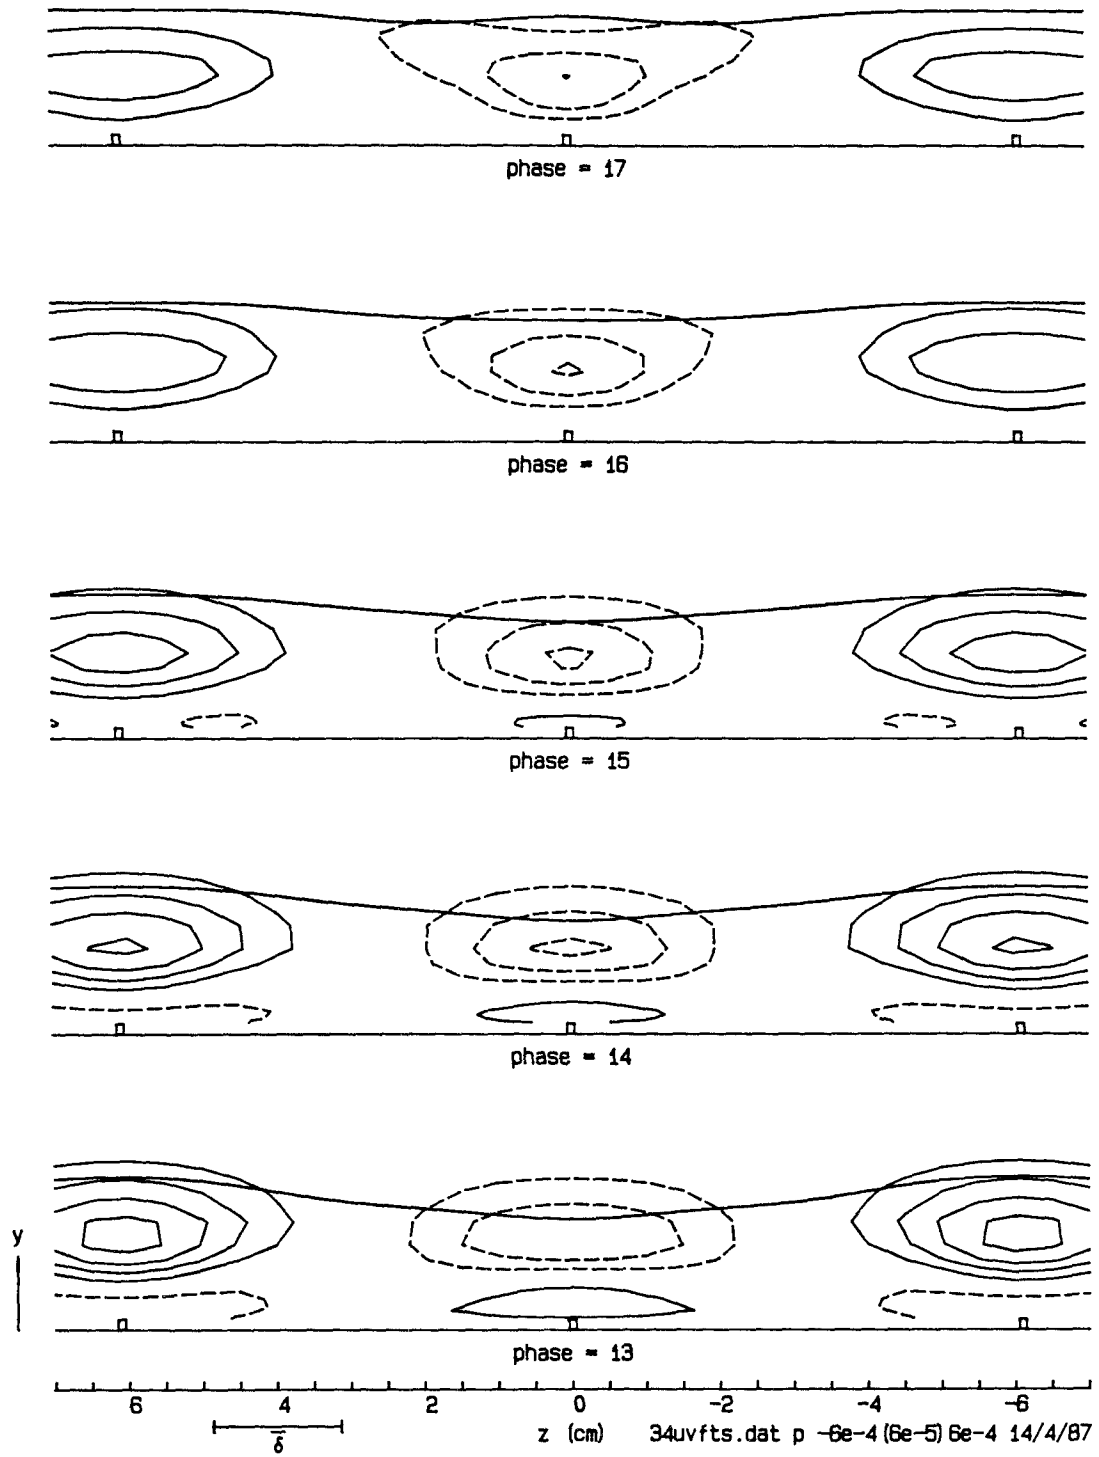 phase = 17
phase = 16
phase = 15
phase = 14
y
phase = 13
6 4 2 0 -2 -4 -6
δ̄ z (cm) 34uvfts.dat p -6e-4 (6e-5) 6e-4 14/4/87